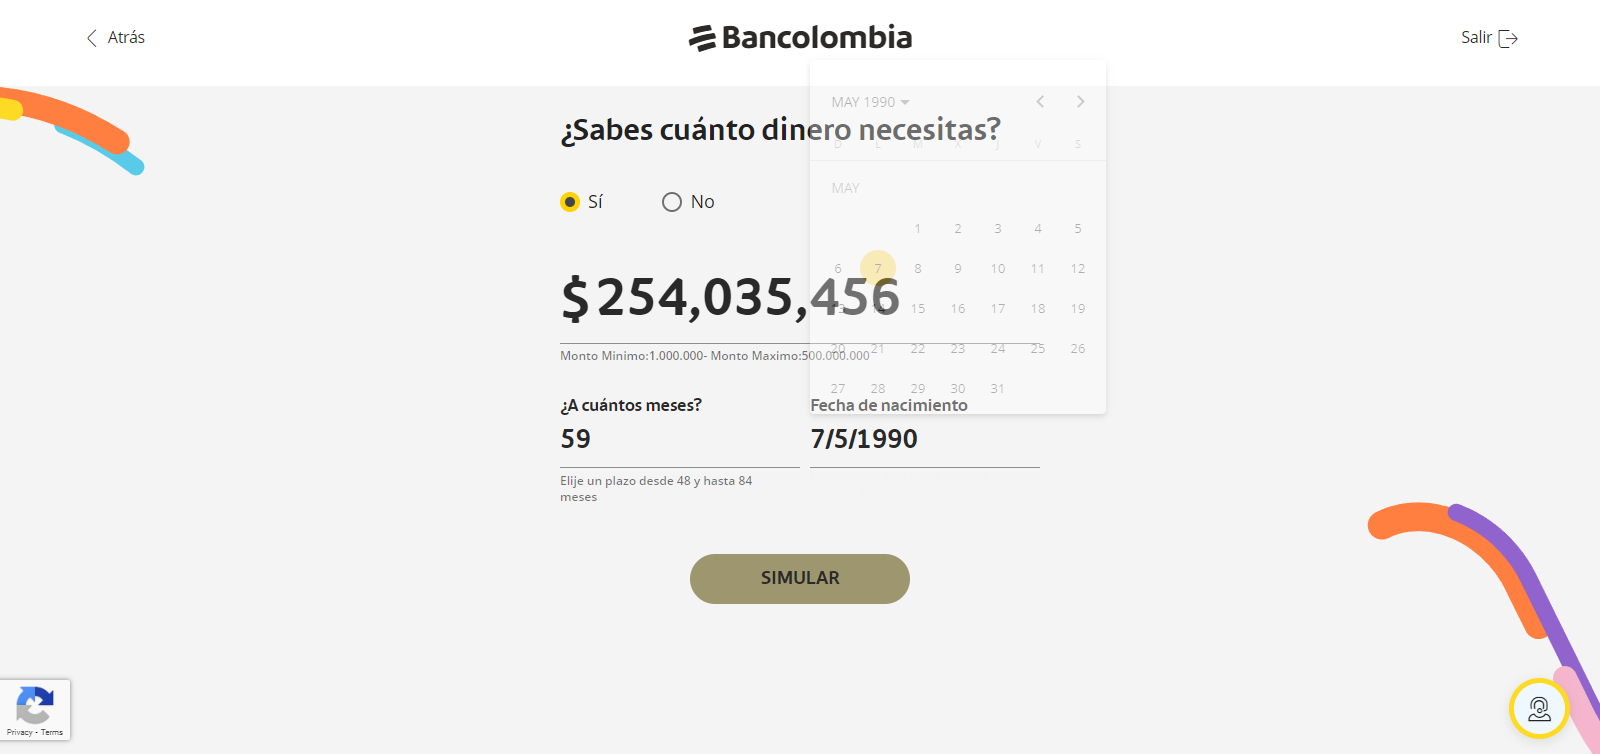 Atrás
Bancolombia
Salir
MAY 1990
¿Sabes cuánto dinero necesitas?
D L M X J V S
Sí
No
MAY
1 2 3 4 5
6 7 8 9 10 11 12
$254,035,456
13 14 15 16 17 18 19
20 21 22 23 24 25 26
Monto Minimo:1.000.000- Monto Maximo:500.000.000
27 28 29 30 31
¿A cuántos meses?
59
Fecha de nacimiento
7/5/1990
Elije un plazo desde 48 y hasta 84
meses
SIMULAR
Privacy - Terms